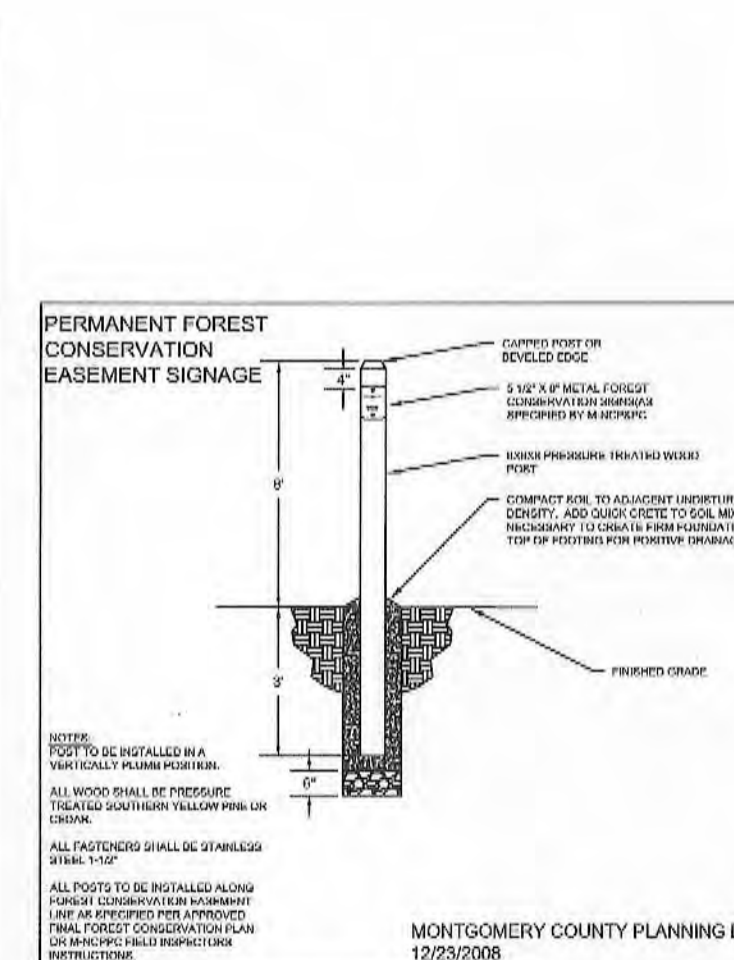 PERMANENT FOREST
CONSERVATION
EASEMENT SIGNAGE
CAPPED POST OR
BEVELED EDGE
4"
5 1/2" X 8" METAL FOREST
CONSERVATION SIGNS(AS
SPECIFIED BY M-NCP&PC
PRESSURE TREATED WOOD
POST
COMPACT SOIL TO ADJACENT UNDISTUR
DENSITY. ADD QUICK CRETE TO SOIL MIX
NECESSARY TO CREATE FIRM FOUNDATI
TOP OF FOOTING FOR POSITIVE DRAINAG
FINISHED GRADE
6"
NOTES:
POST TO BE INSTALLED IN A
VERTICALLY PLUMB POSITION.
ALL WOOD SHALL BE PRESSURE
TREATED SOUTHERN YELLOW PINE OR
CEDAR.
ALL FASTENERS SHALL BE STAINLESS
STEEL 1-1/2"
ALL POSTS TO BE INSTALLED ALONG
FOREST CONSERVATION EASEMENT
LINE AS SPECIFIED PER APPROVED
FINAL FOREST CONSERVATION PLAN
OR M-NCPPC FIELD INSPECTORS
INSTRUCTIONS
MONTGOMERY COUNTY PLANNING
12/23/2008